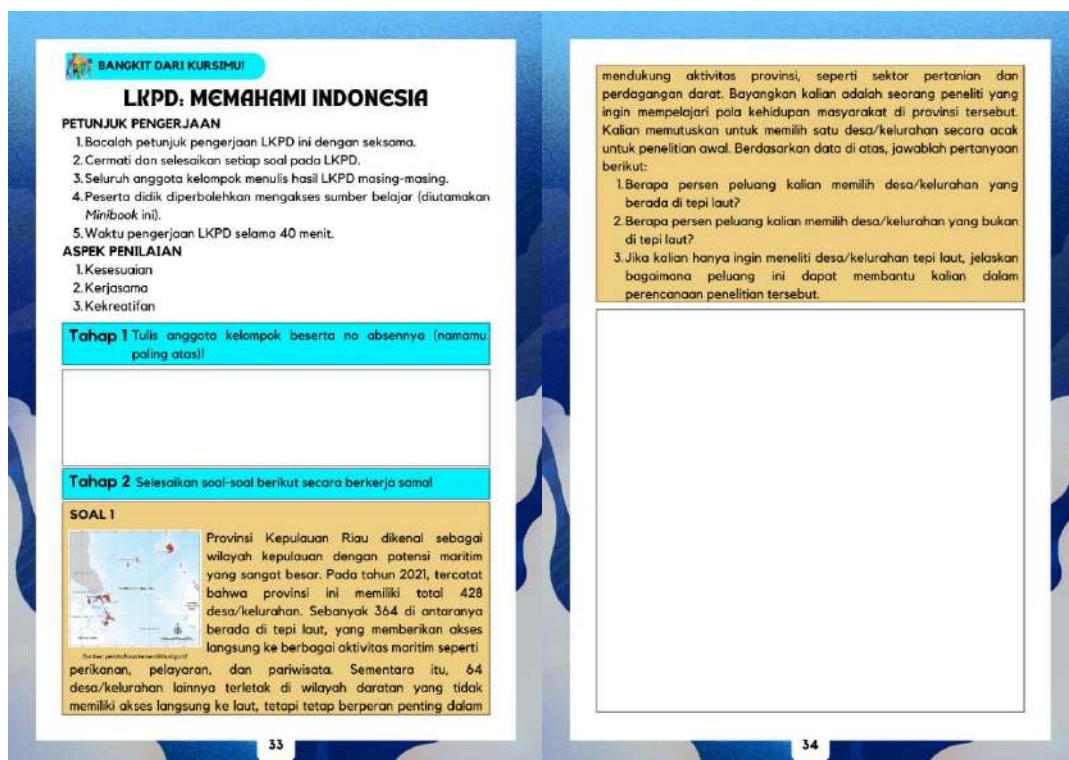 BANGKIT DARI KURSIMU!
LKPD: MEMAHAMI INDONESIA
PETUNJUK PENGERJAAN
1. Bacalah petunjuk pengerjaan LKPD ini dengan seksama.
2. Cermati dan selesaikan setiap soal pada LKPD.
3. Seluruh anggota kelompok menulis hasil LKPD masing-masing.
4. Peserta didik diperbolehkan mengakses sumber belajar (diutamakan
Minibook ini).
5. Waktu pengerjaan LKPD selama 40 menit.
ASPEK PENILAIAN
1. Kesesuaian
2. Kerjasama
3. Kekreatifan
Tahap 1 Tulis anggota kelompok beserta no absennya (namamu
paling atas)!
Tahap 2 Selesaikan soal-soal berikut secara berkerja sama!
SOAL 1
Provinsi Kepulauan Riau dikenal sebagai
wilayah kepulauan dengan potensi maritim
yang sangat besar. Pada tahun 2021, tercatat
bahwa provinsi ini memiliki total 428
desa/kelurahan. Sebanyak 364 di antaranya
berada di tepi laut, yang memberikan akses
langsung ke berbagai aktivitas maritim seperti
perikanan, pelayaran, dan pariwisata. Sementara itu, 64
desa/kelurahan lainnya terletak di wilayah daratan yang tidak
memiliki akses langsung ke laut, tetapi tetap berperan penting dalam
33
mendukung aktivitas provinsi, seperti sektor pertanian dan
perdagangan darat. Bayangkan kalian adalah seorang peneliti yang
ingin mempelajari pola kehidupan masyarakat di provinsi tersebut.
Kalian memutuskan untuk memilih satu desa/kelurahan secara acak
untuk penelitian awal. Berdasarkan data di atas, jawablah pertanyaan
berikut:
1. Berapa persen peluang kalian memilih desa/kelurahan yang
berada di tepi laut?
2. Berapa persen peluang kalian memilih desa/kelurahan yang bukan
di tepi laut?
3. Jika kalian hanya ingin meneliti desa/kelurahan tepi laut, jelaskan
bagaimana peluang ini dapat membantu kalian dalam
perencanaan penelitian tersebut.
34